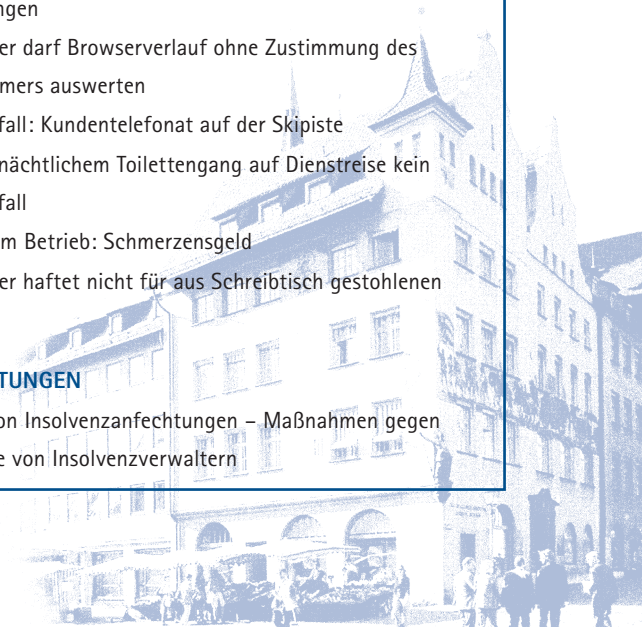 ngen
er darf Browserverlauf ohne Zustimmung des
mers auswerten
fall: Kundentelefonat auf der Skipiste
nächtlichem Toilettengang auf Dienstreise kein
fall
m Betrieb: Schmerzensgeld
er haftet nicht für aus Schreibtisch gestohlenen
TUNGEN
on Insolvenzanfechtungen – Maßnahmen gegen
e von Insolvenzverwaltern